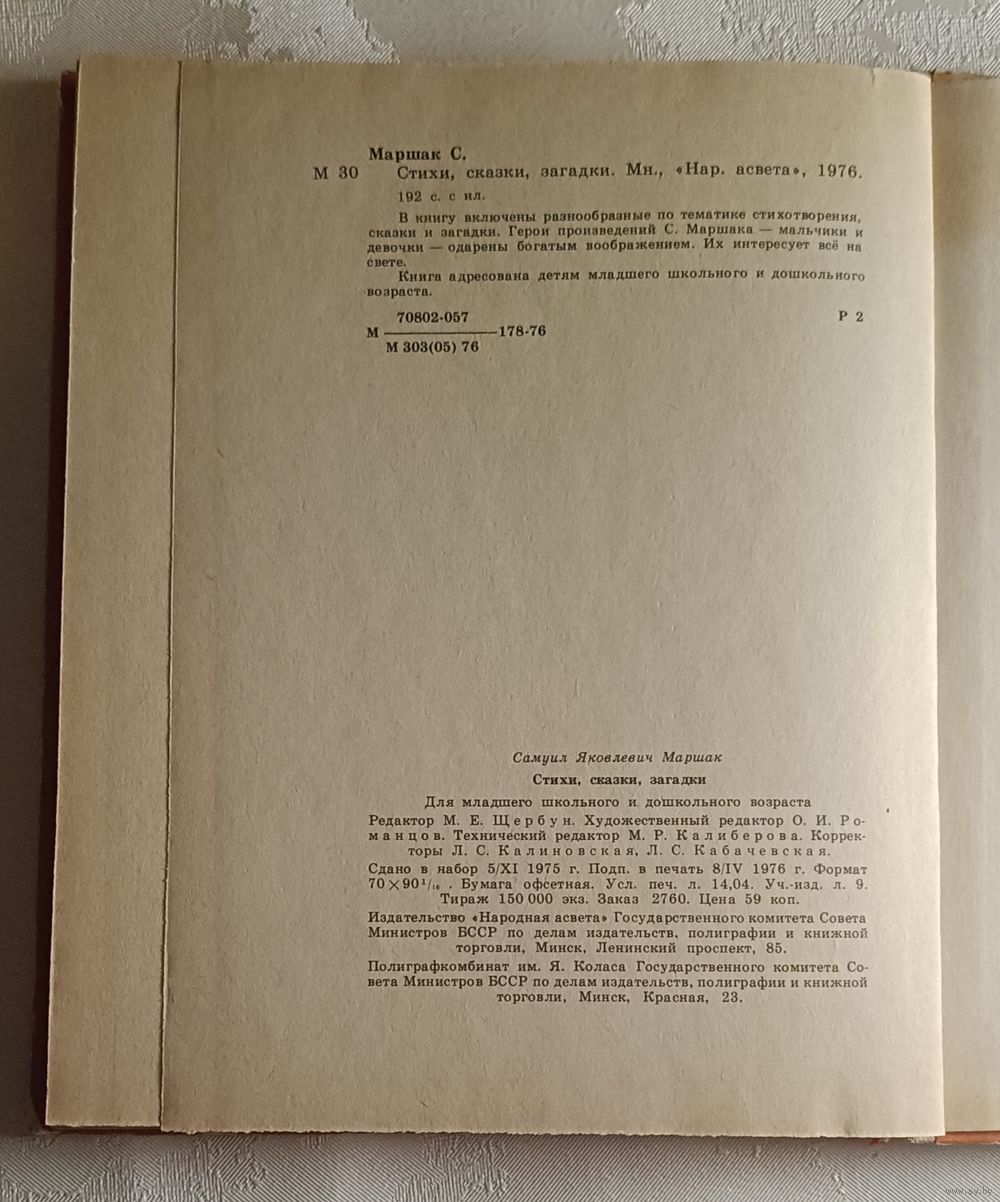 Маршак С.
М 30 Стихи, сказки, загадки. Мн., «Нар. асвета», 1976.
192 с. с ил.
В книгу включены разнообразные по тематике стихотворения,
сказки и загадки. Герои произведений С. Маршака — мальчики и
девочки — одарены богатым воображением. Их интересует всё на
свете.
Книга адресована детям младшего школьного и дошкольного
возраста.
70802-057
М ————— 178-76
М 303(05) 76
Р 2
Самуил Яковлевич Маршак
Стихи, сказки, загадки
Для младшего школьного и дошкольного возраста
Редактор М. Е. Щербун. Художественный редактор О. И. Ро-
манцов. Технический редактор М. Р. Калиберова. Коррек-
торы Л. С. Калиновская, Л. С. Кабачевская.
Сдано в набор 5/XI 1975 г. Подп. в печать 8/IV 1976 г. Формат
70×90¹/₁₆ . Бумага офсетная. Усл. печ. л. 14,04. Уч.-изд. л. 9.
Тираж 150 000 экз. Заказ 2760. Цена 59 коп.
Издательство «Народная асвета» Государственного комитета Совета
Министров БССР по делам издательств, полиграфии и книжной
торговли, Минск, Ленинский проспект, 85.
Полиграфкомбинат им. Я. Коласа Государственного комитета Со-
вета Министров БССР по делам издательств, полиграфии и книжной
торговли, Минск, Красная, 23.
www.av.by